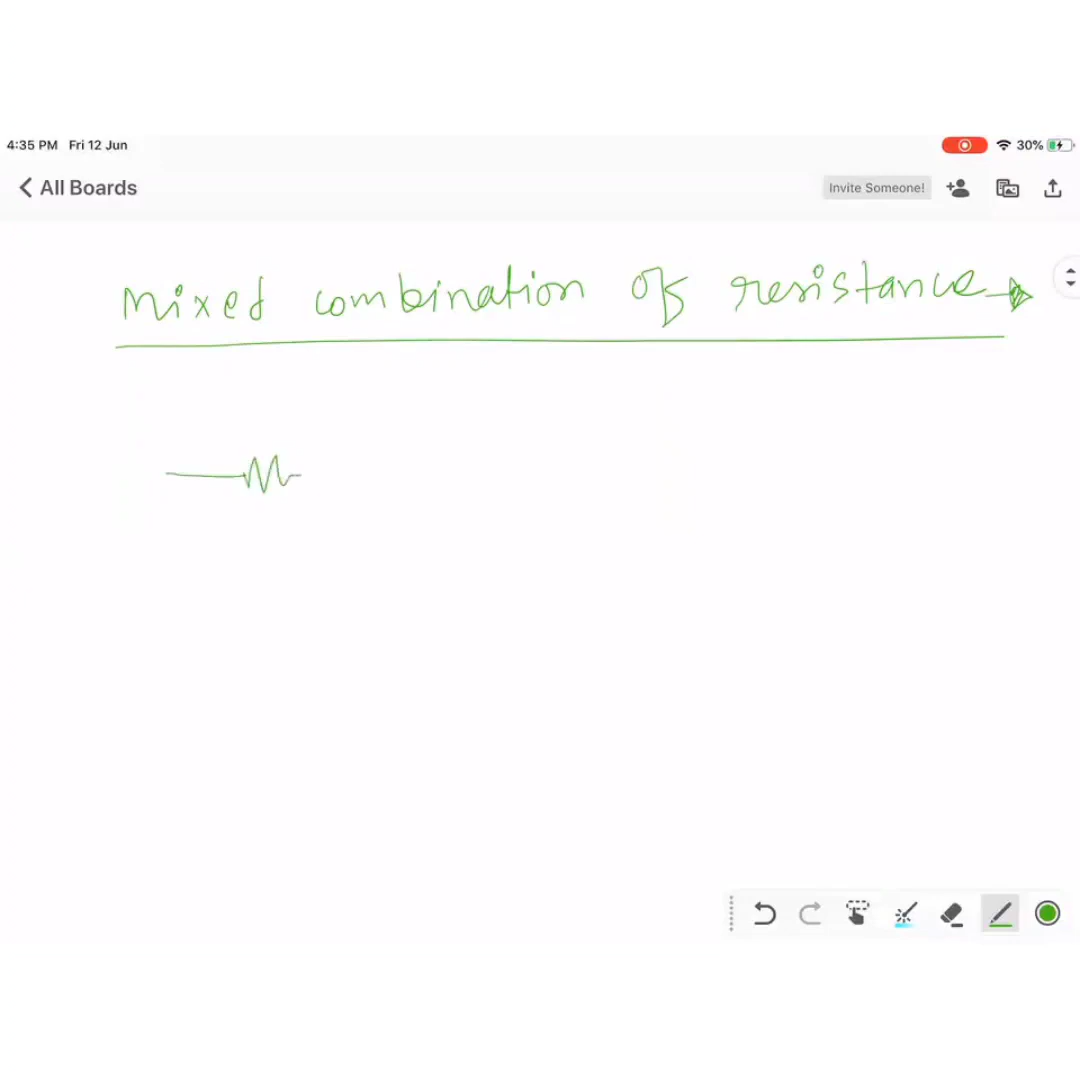 4:35 PM Fri 12 Jun 30%
All Boards Invite Someone!
mixed combination of resistance